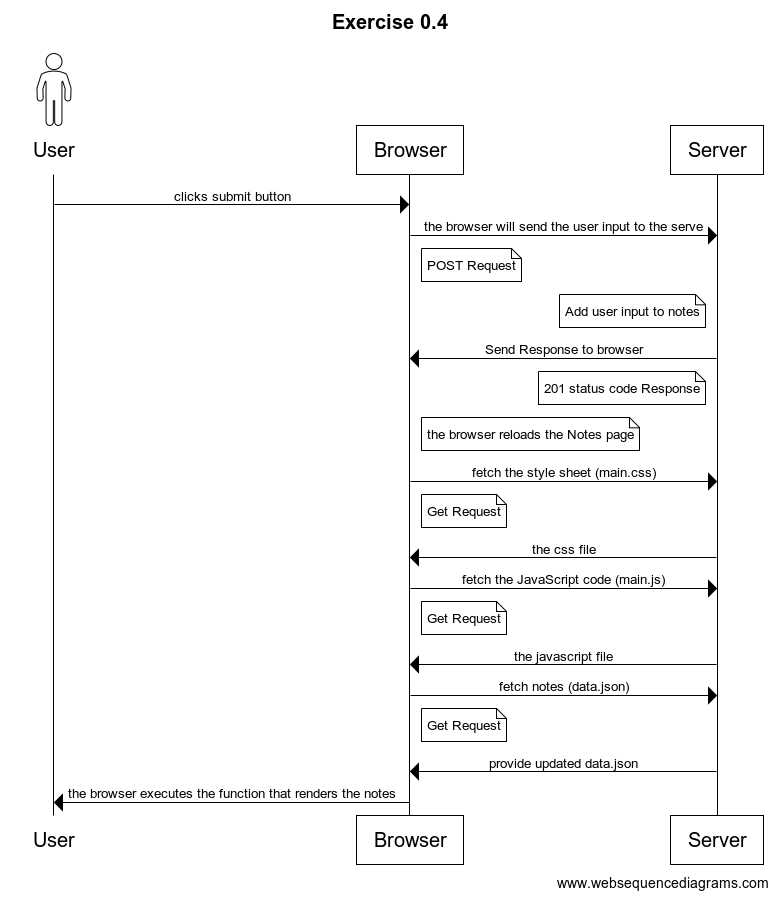 Exercise 0.4
User
Browser
Server
clicks submit button
the browser will send the user input to the serve
POST Request
Add user input to notes
Send Response to browser
201 status code Response
the browser reloads the Notes page
fetch the style sheet (main.css)
Get Request
the css file
fetch the JavaScript code (main.js)
Get Request
the javascript file
fetch notes (data.json)
Get Request
provide updated data.json
the browser executes the function that renders the notes
User
Browser
Server
www.websequencediagrams.com